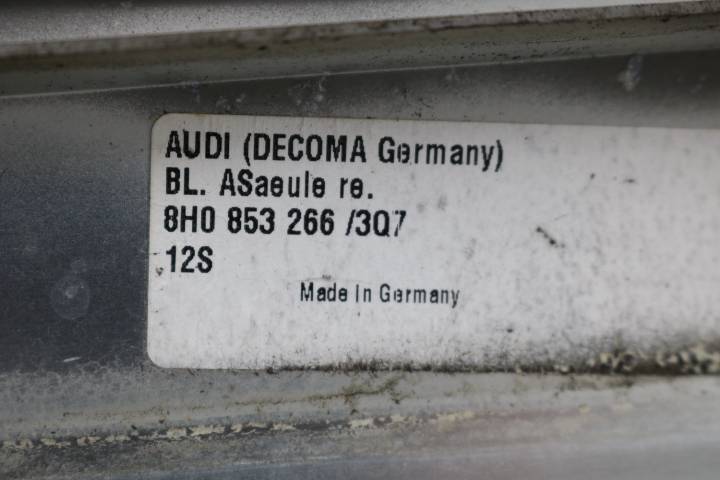 AUDI (DECOMA Germany)
BL. ASaeule re.
8H0 853 266 /3Q7
12S
Made In Germany